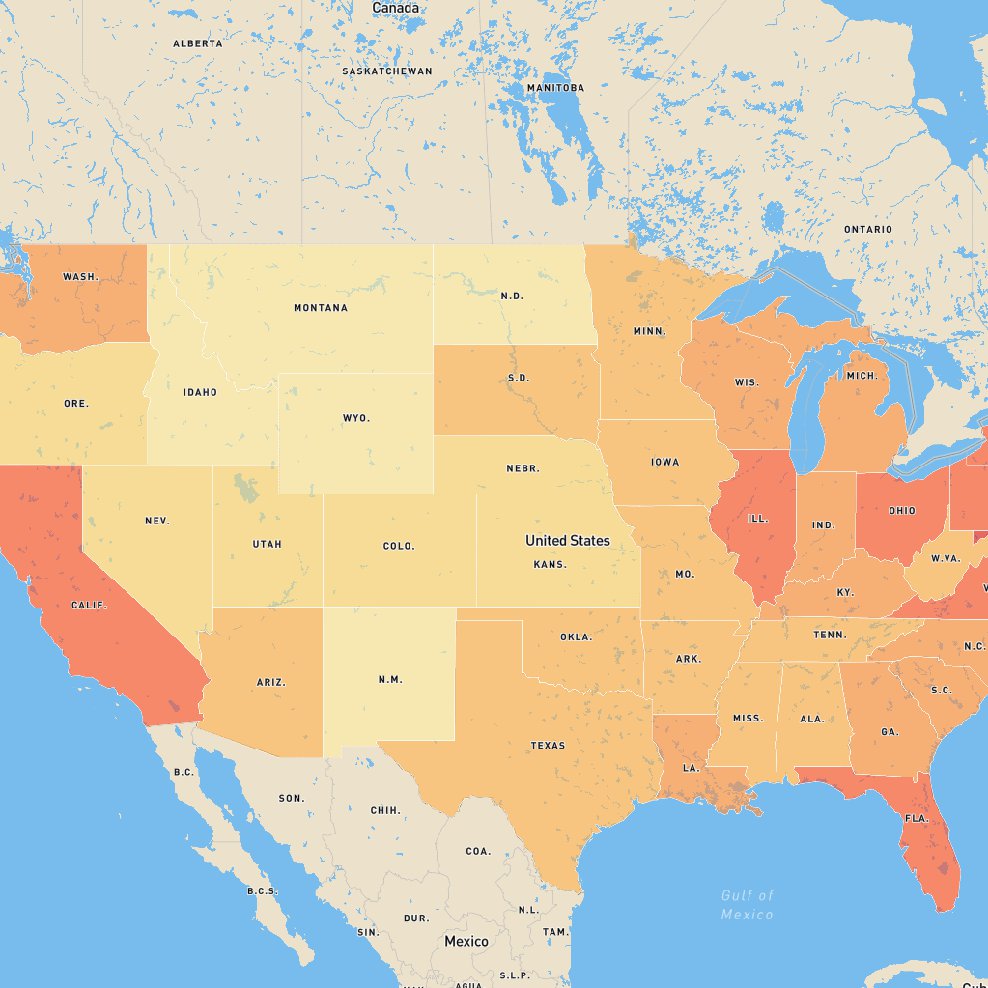 Canada
ALBERTA
SASKATCHEWAN
MANITOBA
ONTARIO
WASH.
MONTANA
N.D.
MINN.
S.D.
WIS.
MICH.
IDAHO
ORE.
WYO.
IOWA
NEBR.
NEV.
UTAH
COLO.
United States
KANS.
ILL.
IND.
OHIO
W.VA.
MO.
KY.
CALIF.
TENN.
N.C.
OKLA.
ARK.
ARIZ.
N.M.
S.C.
MISS.
ALA.
GA.
TEXAS
LA.
B.C.
SON.
CHIH.
FLA.
COA.
B.C.S.
Gulf of
Mexico
N.L.
DUR.
SIN.
TAM.
Mexico
S.L.P.